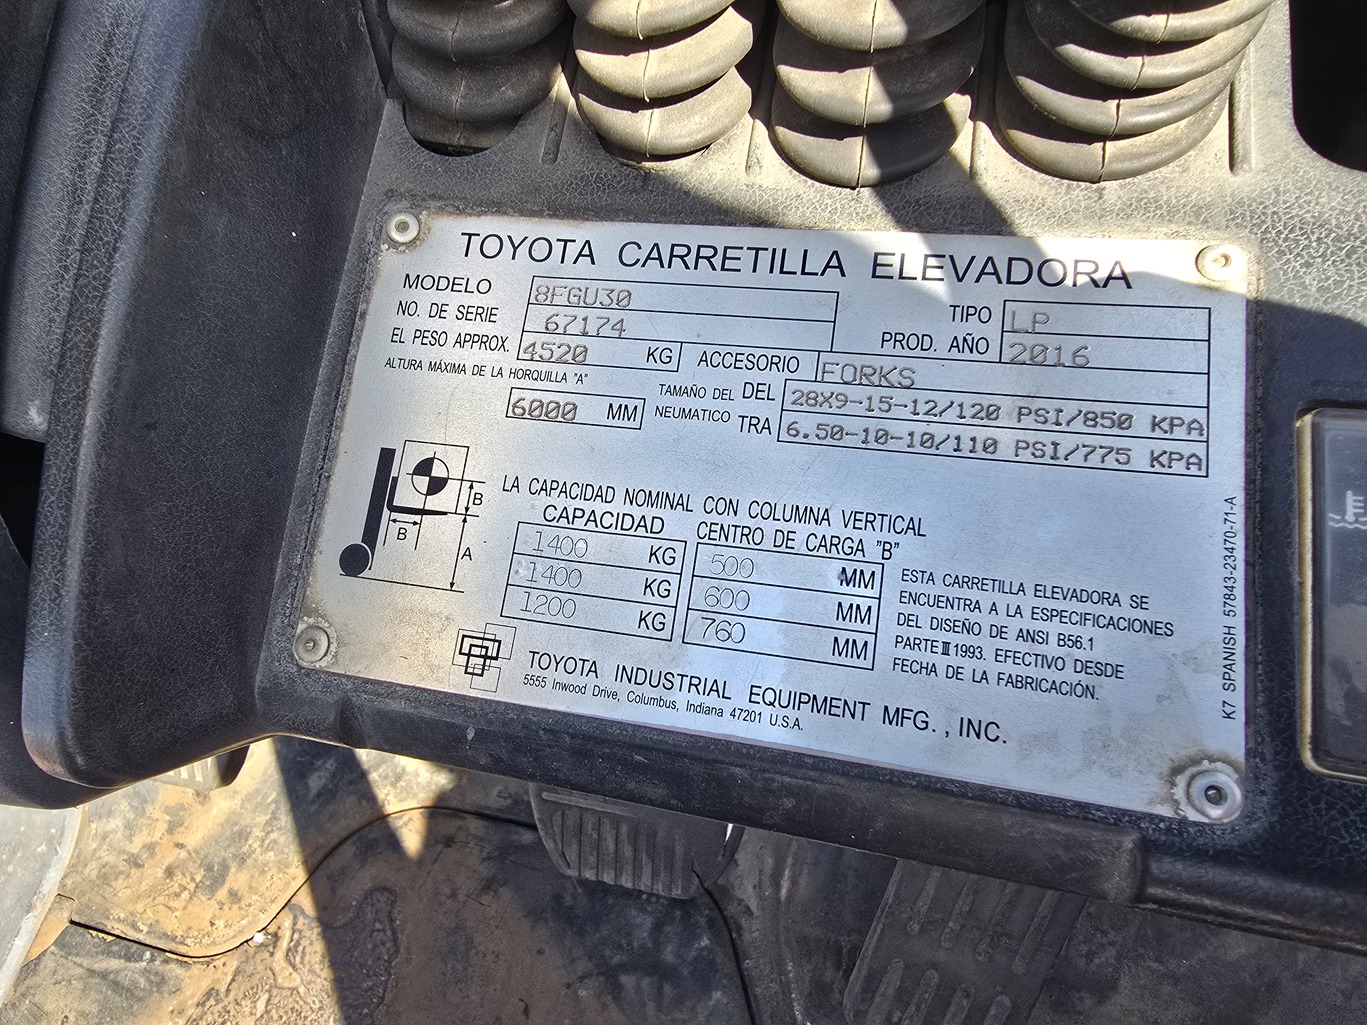 TOYOTA CARRETILLA ELEVADORA
MODELO 8FGU30 TIPO LP
NO. DE SERIE 67174 PROD. AÑO 2016
EL PESO APPROX. 4520 KG ACCESORIO FORKS
ALTURA MÁXIMA DE LA HORQUILLA "A"
6000 MM
TAMAÑO DEL NEUMATICO
DEL 28X9-15-12/120 PSI/850 KPA
TRA 6.50-10-10/110 PSI/775 KPA
B
B
A
LA CAPACIDAD NOMINAL CON COLUMNA VERTICAL
CAPACIDAD CENTRO DE CARGA "B"
1400 KG 500 MM
1400 KG 600 MM
1200 KG 760 MM
ESTA CARRETILLA ELEVADORA SE
ENCUENTRA A LA ESPECIFICACIONES
DEL DISEÑO DE ANSI B56.1
PARTE III 1993. EFECTIVO DESDE
FECHA DE LA FABRICACIÓN.
TOYOTA INDUSTRIAL EQUIPMENT MFG., INC.
5555 Inwood Drive, Columbus, Indiana 47201 U.S.A.
K7 SPANISH 57843-23470-71-A